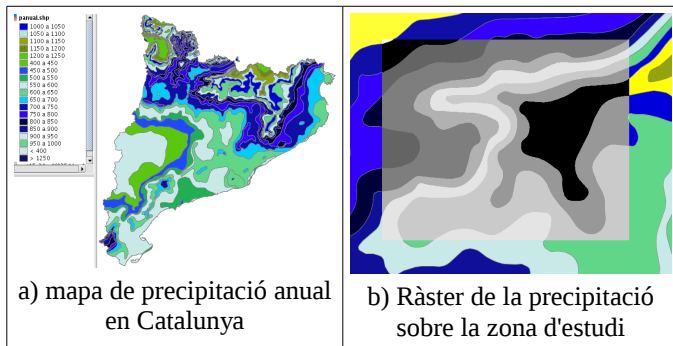 panual.shp
1000 a 1050
1050 a 1100
1100 a 1150
1150 a 1200
1200 a 1250
400 a 450
450 a 500
500 a 550
550 a 600
600 a 650
650 a 700
700 a 750
750 a 800
800 a 850
850 a 900
900 a 950
950 a 1000
< 400
> 1250
a) mapa de precipitació anual
en Catalunya
b) Ràster de la precipitació
sobre la zona d'estudi